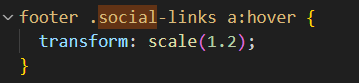 footer .social-links a:hover {
  transform: scale(1.2);
}